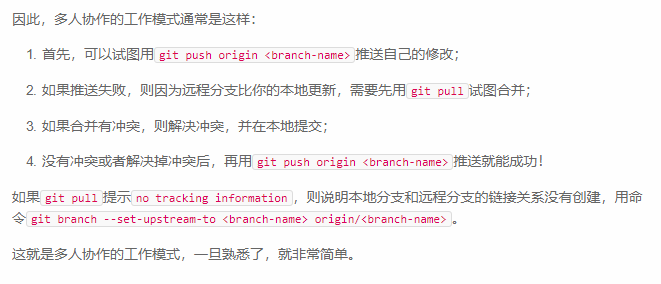 因此，多人协作的工作模式通常是这样：
1. 首先，可以试图用git push origin <branch-name>推送自己的修改；
2. 如果推送失败，则因为远程分支比你的本地更新，需要先用git pull试图合并；
3. 如果合并有冲突，则解决冲突，并在本地提交；
4. 没有冲突或者解决掉冲突后，再用git push origin <branch-name>推送就能成功！
如果git pull提示no tracking information，则说明本地分支和远程分支的链接关系没有创建，用命
令git branch --set-upstream-to <branch-name> origin/<branch-name>。
这就是多人协作的工作模式，一旦熟悉了，就非常简单。